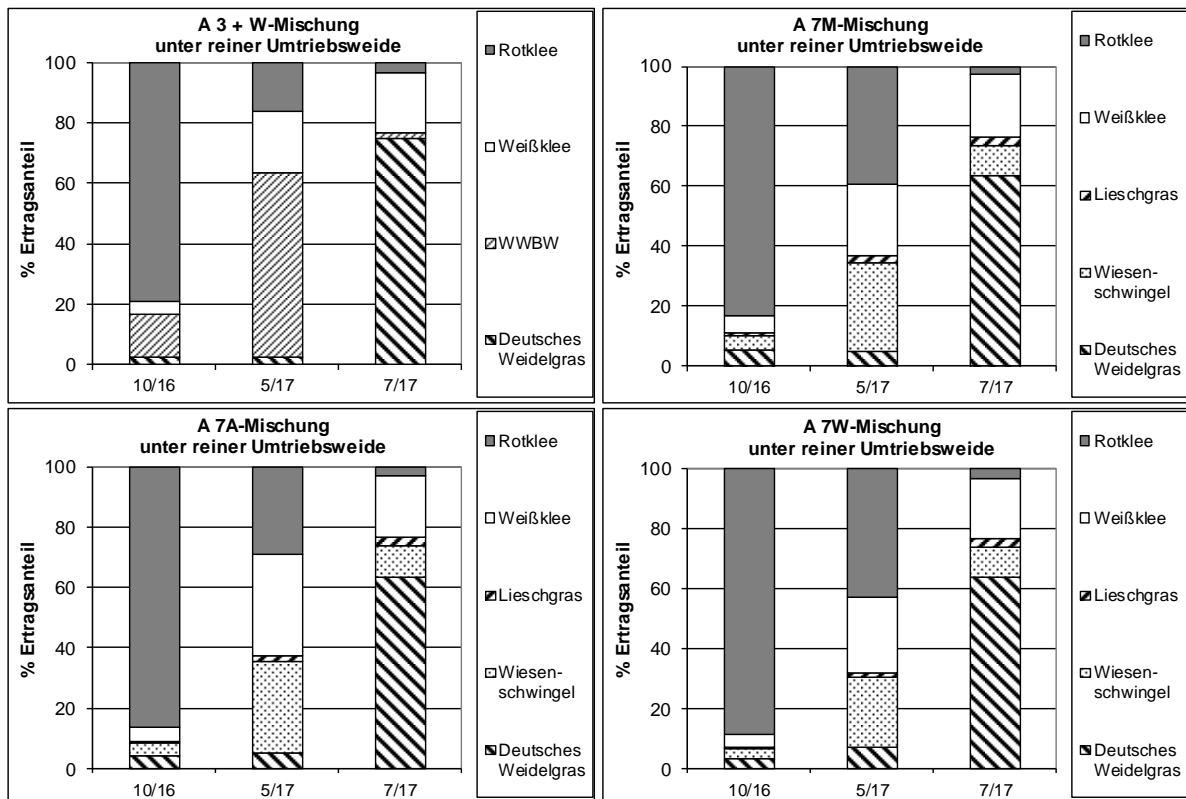 A 3 + W-Mischung
unter reiner Umtriebsweide
% Ertragsanteil
100
80
60
40
20
0
10/16
5/17
7/17
Rotklee
Weißklee
WWBW
Deutsches
Weidelgras
A 7M-Mischung
unter reiner Umtriebsweide
% Ertragsanteil
100
80
60
40
20
0
10/16
5/17
7/17
Rotklee
Weißklee
Lieschgras
Wiesen-
schwingel
Deutsches
Weidelgras
A 7A-Mischung
unter reiner Umtriebsweide
% Ertragsanteil
100
80
60
40
20
0
10/16
5/17
7/17
Rotklee
Weißklee
Lieschgras
Wiesen-
schwingel
Deutsches
Weidelgras
A 7W-Mischung
unter reiner Umtriebsweide
% Ertragsanteil
100
80
60
40
20
0
10/16
5/17
7/17
Rotklee
Weißklee
Lieschgras
Wiesen-
schwingel
Deutsches
Weidelgras